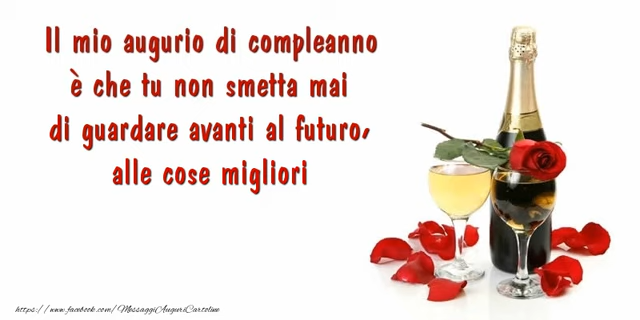 Il mio augurio di compleanno
è che tu non smetta mai
di guardare avanti al futuro,
alle cose migliori
https://www.facebook.com/MessaggiAuguriCartoline